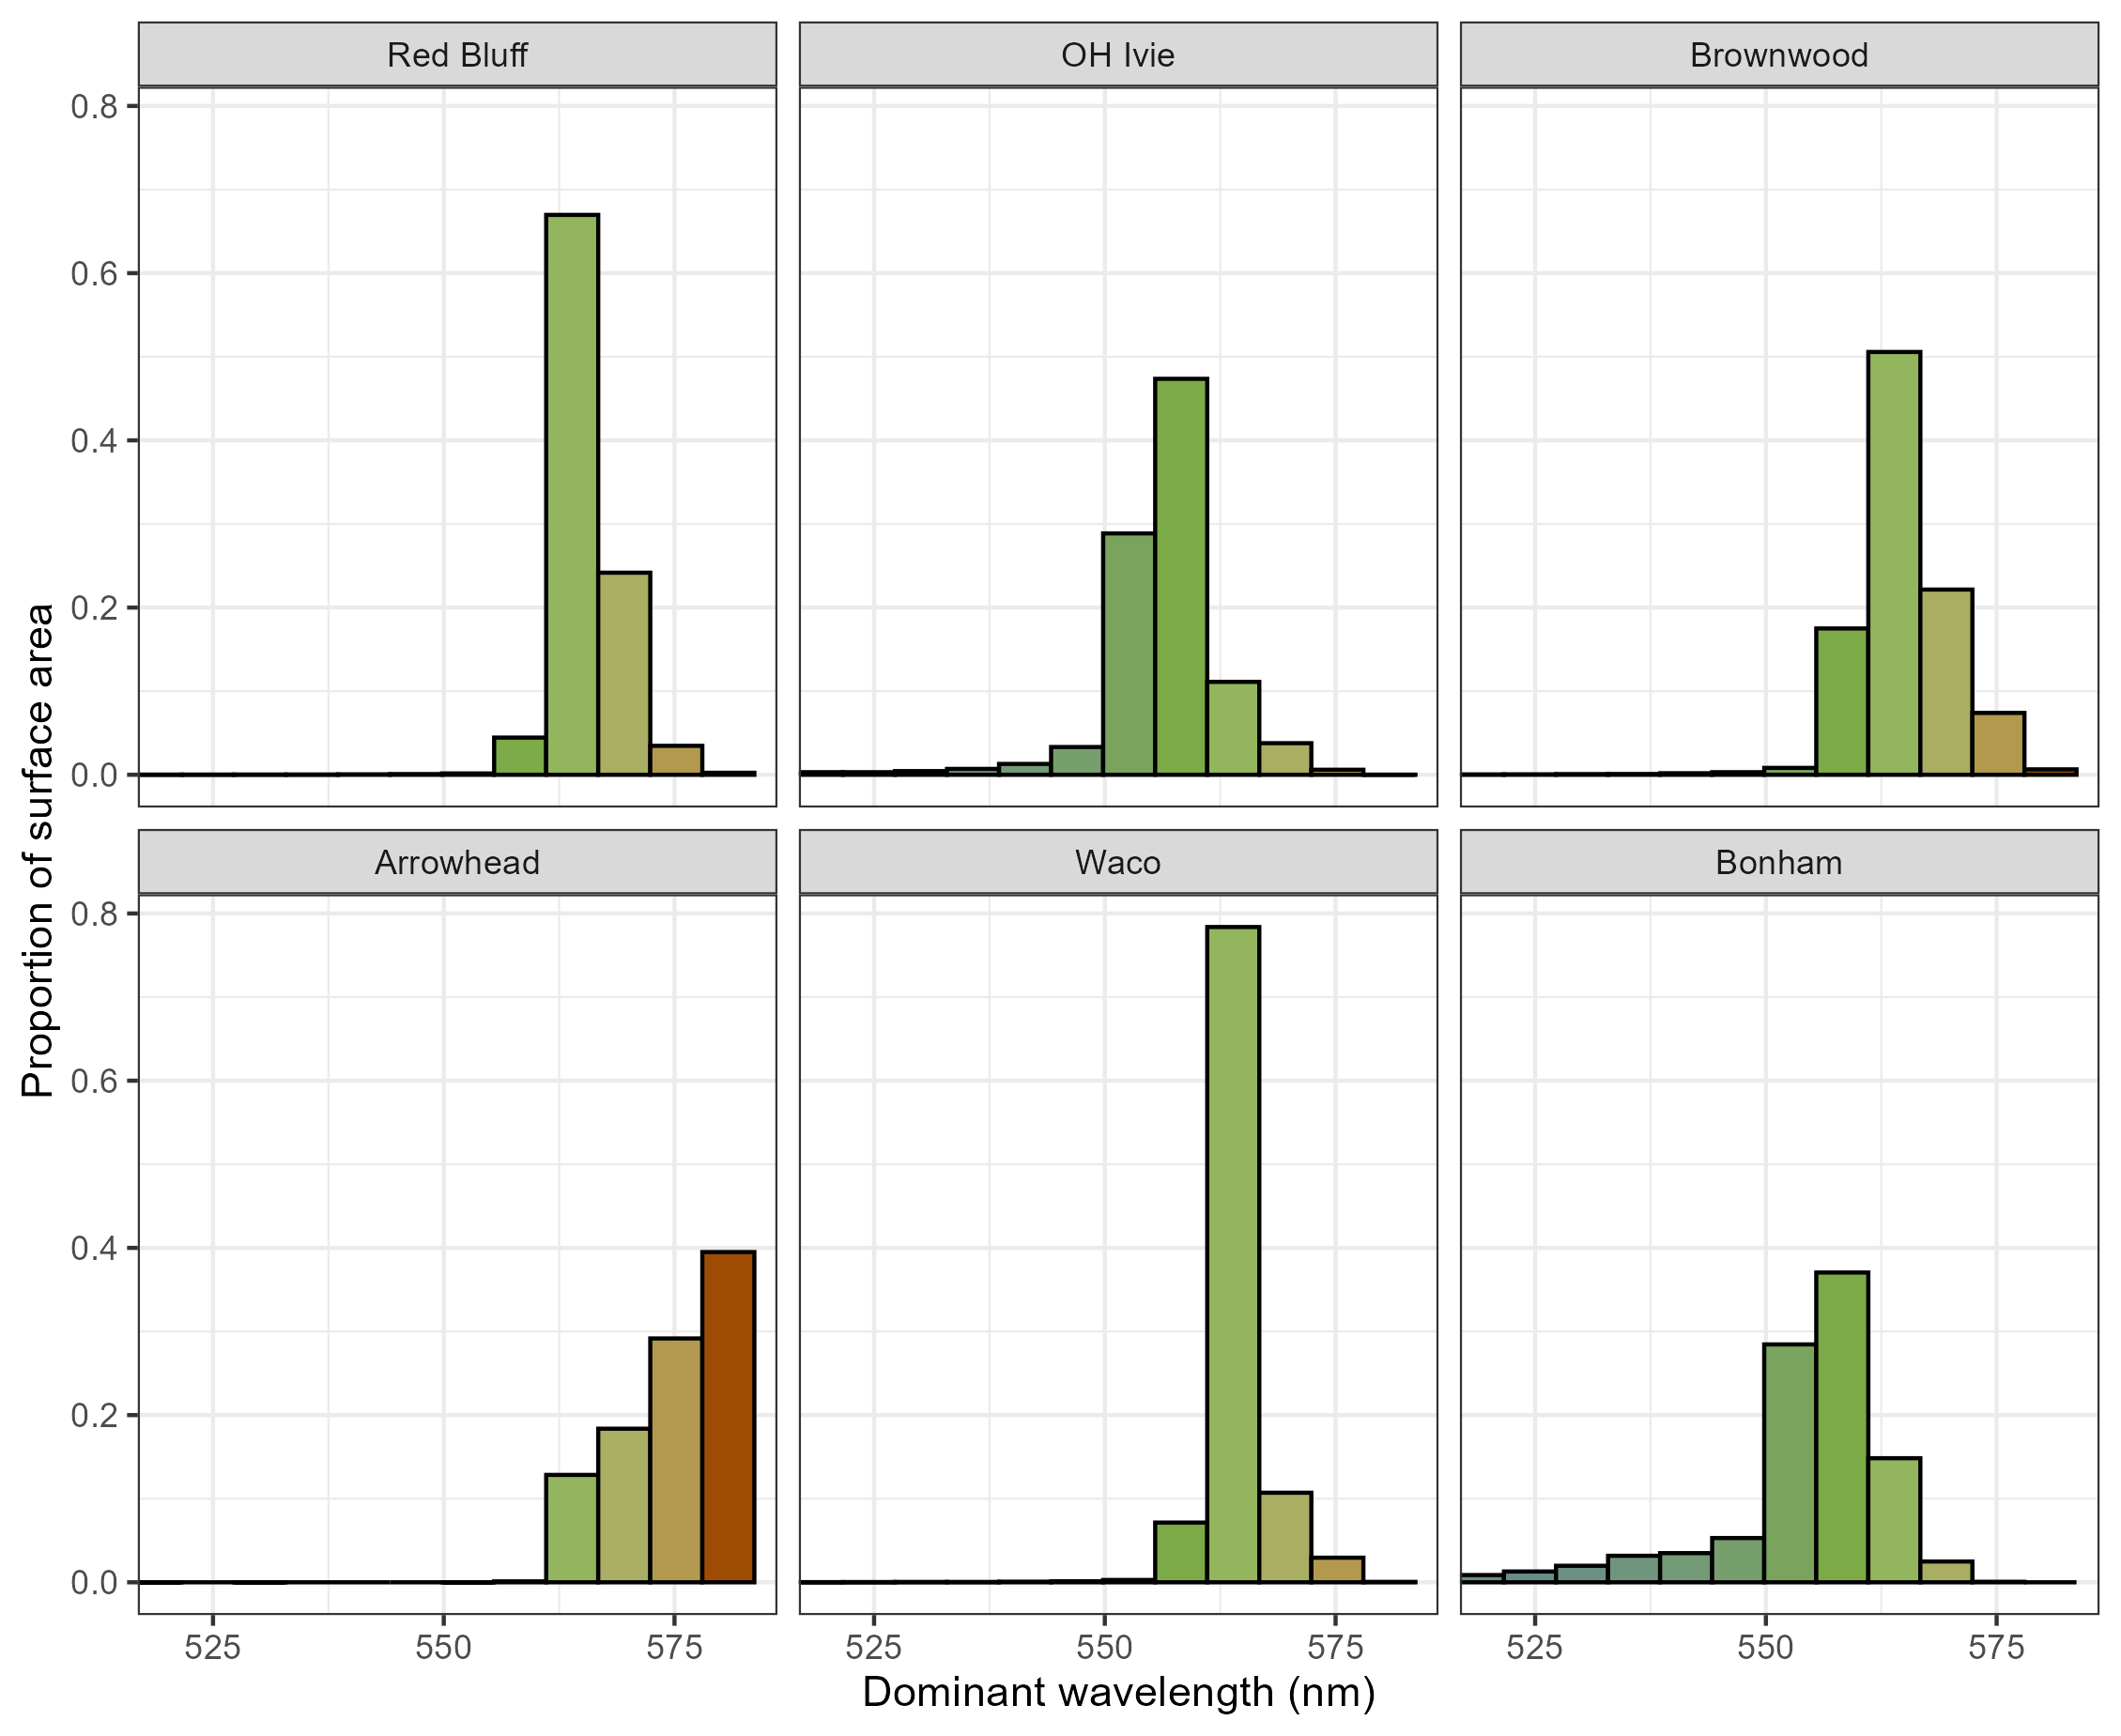 Red Bluff
OH Ivie
Brownwood
0.8
0.6
0.4
0.2
0.0
Proportion of surface area
Arrowhead
Waco
Bonham
0.8
0.6
0.4
0.2
0.0
525 550 575 525 550 575 525 550 575
Dominant wavelength (nm)